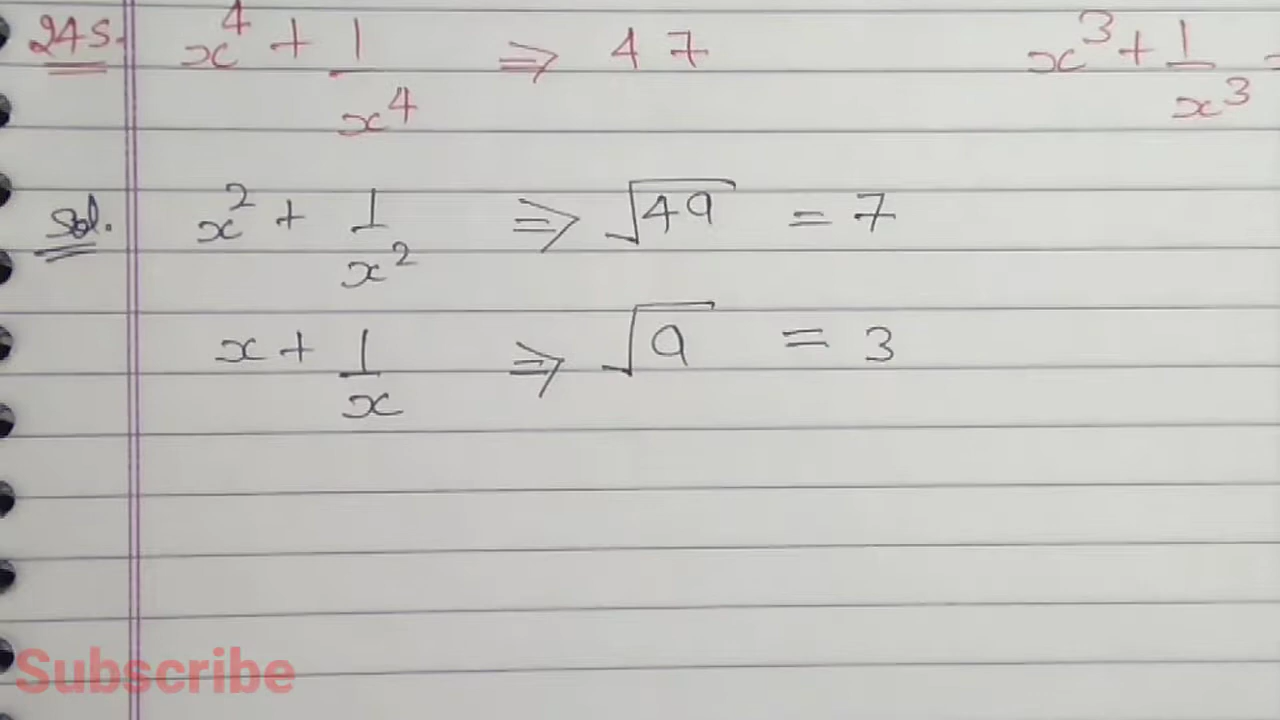 245. x⁴ + 1/x⁴ ⇒ 47 x³ + 1/x³ =
Sol. x² + 1/x² ⇒ √49 = 7
x + 1/x ⇒ √9 = 3
Subscribe